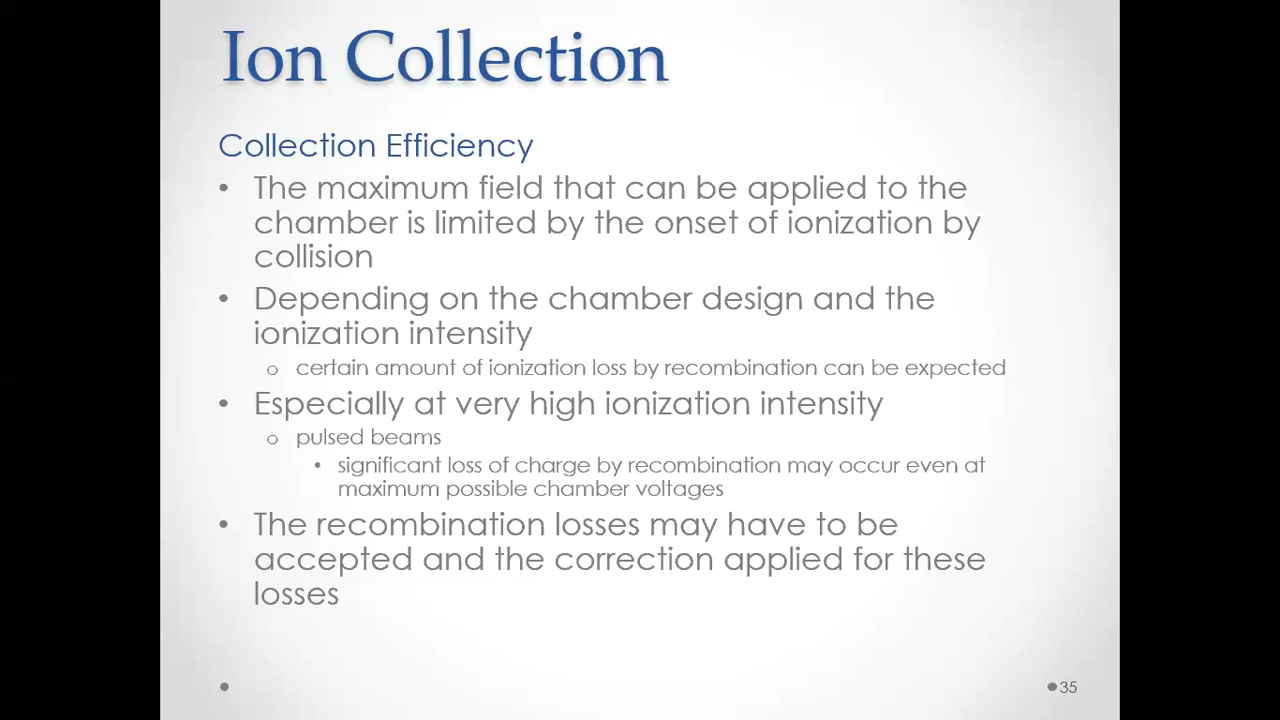 Ion Collection
Collection Efficiency
• The maximum field that can be applied to the
chamber is limited by the onset of ionization by
collision
• Depending on the chamber design and the
ionization intensity
o certain amount of ionization loss by recombination can be expected
• Especially at very high ionization intensity
o pulsed beams
• significant loss of charge by recombination may occur even at
maximum possible chamber voltages
• The recombination losses may have to be
accepted and the correction applied for these
losses
35